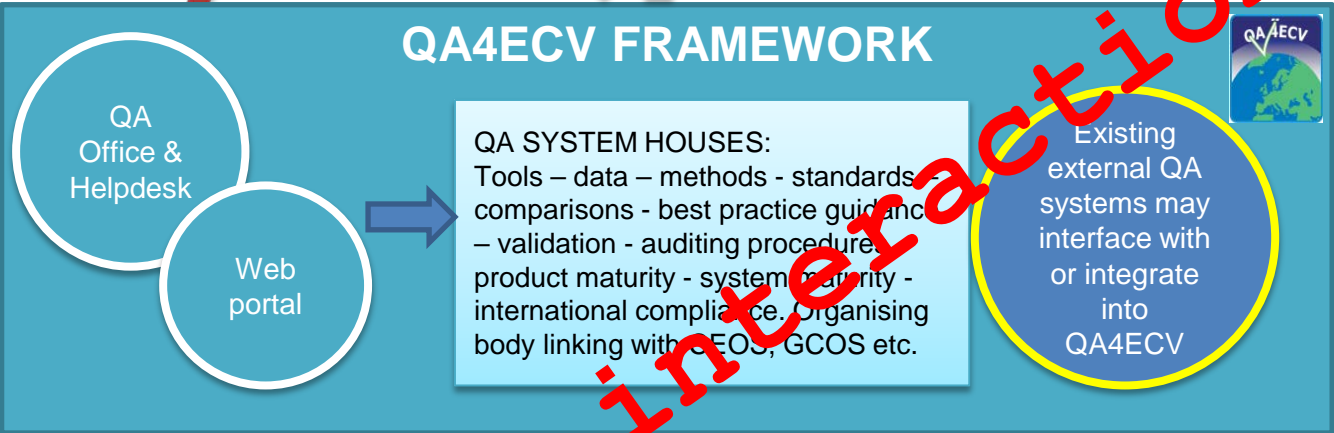 QA4ECV FRAMEWORK
QA4ECV
QA
Office &
Helpdesk
Web
portal
QA SYSTEM HOUSES:
Tools – data – methods - standards –
comparisons - best practice guidanc
– validation - auditing procedure
product maturity - system maturity -
international compliance. Organising
body linking with CEOS, GCOS etc.
Existing
external QA
systems may
interface with
or integrate
into
QA4ECV
interactio